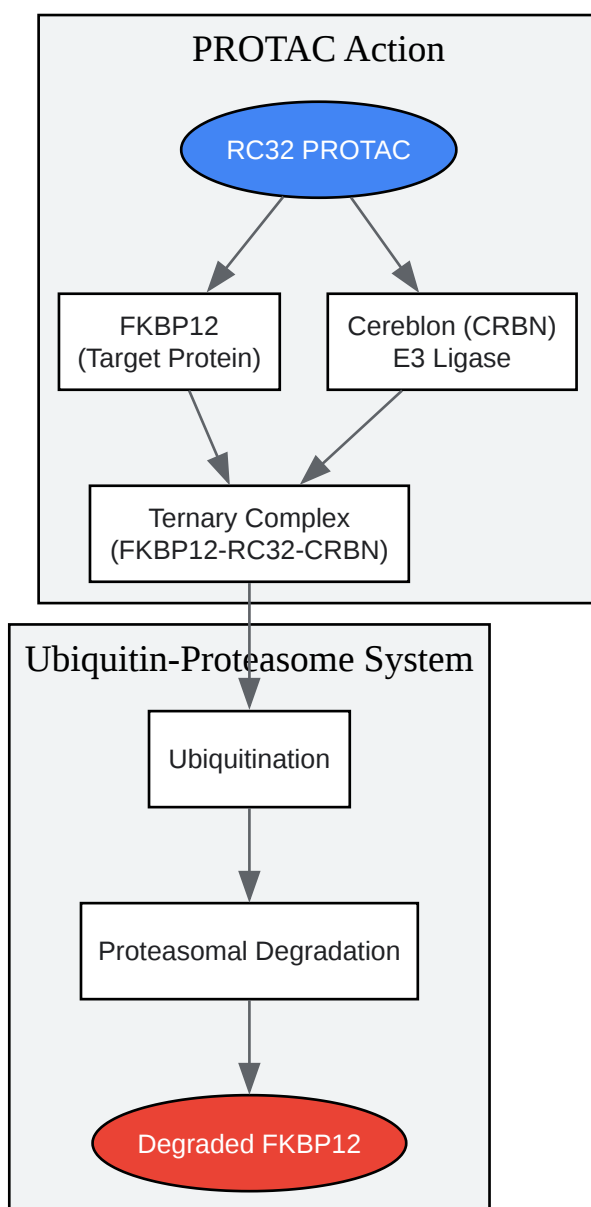 PROTAC Action
RC32 PROTAC
FKBP12
(Target Protein)
Cereblon (CRBN)
E3 Ligase
Ternary Complex
(FKBP12-RC32-CRBN)
Ubiquitin-Proteasome System
Ubiquitination
Proteasomal Degradation
Degraded FKBP12